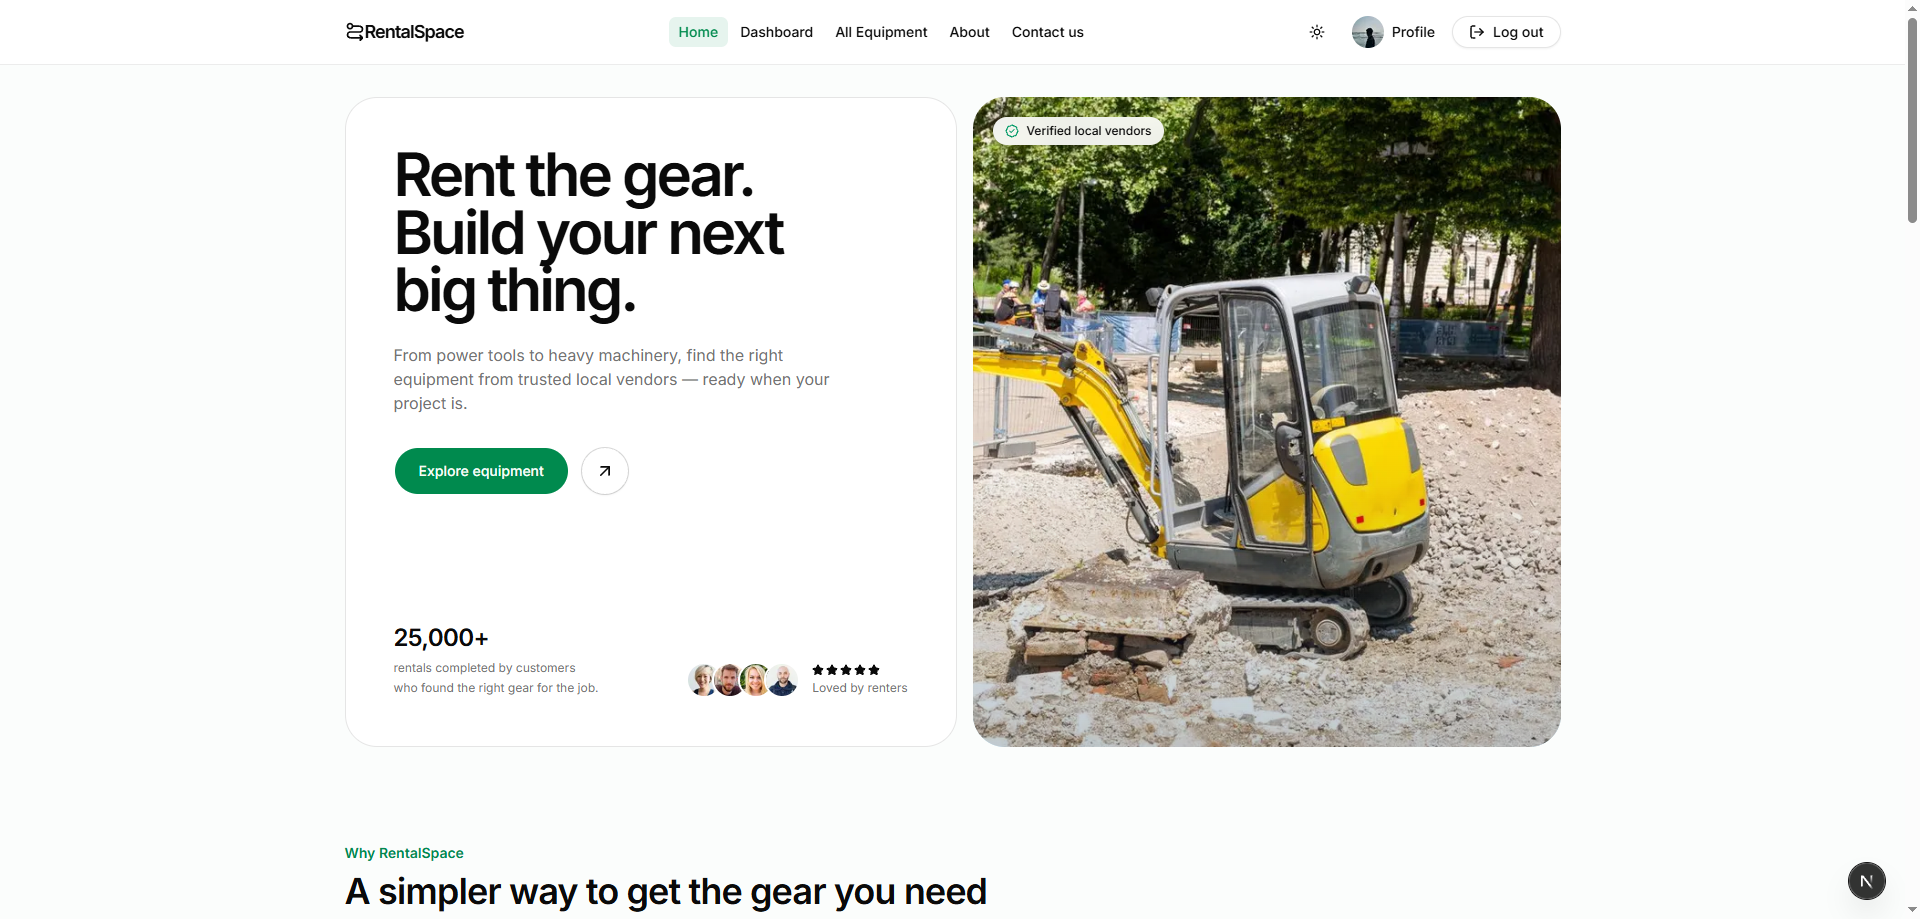 RentalSpace
Home
Dashboard
All Equipment
About
Contact us
Profile
Log out
Rent the gear.
Build your next
big thing.
From power tools to heavy machinery, find the right
equipment from trusted local vendors — ready when your
project is.
Explore equipment
25,000+
rentals completed by customers
who found the right gear for the job.
Loved by renters
Verified local vendors
Why RentalSpace
A simpler way to get the gear you need
N